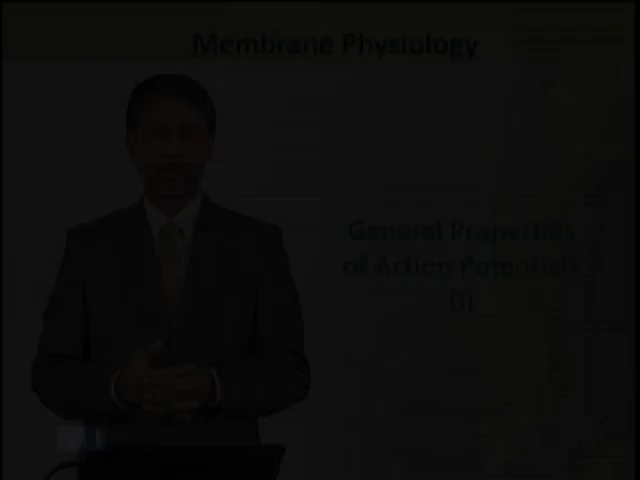 Membrane Physiology
General Properties
of Action Potentials
(I)